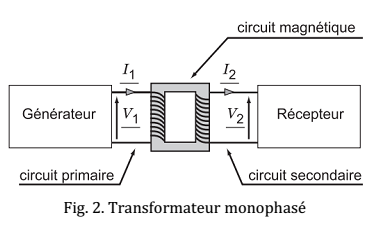 circuit magnétique
I1 I2
Générateur V1 V2 Récepteur
circuit primaire circuit secondaire
Fig. 2. Transformateur monophasé